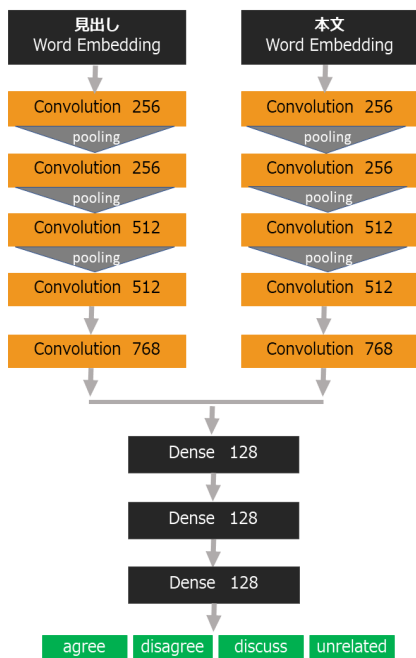 見出し
Word Embedding
Convolution 256
pooling
Convolution 256
pooling
Convolution 512
pooling
Convolution 512
Convolution 768
本文
Word Embedding
Convolution 256
pooling
Convolution 256
pooling
Convolution 512
pooling
Convolution 512
Convolution 768
Dense 128
Dense 128
Dense 128
agree
disagree
discuss
unrelated